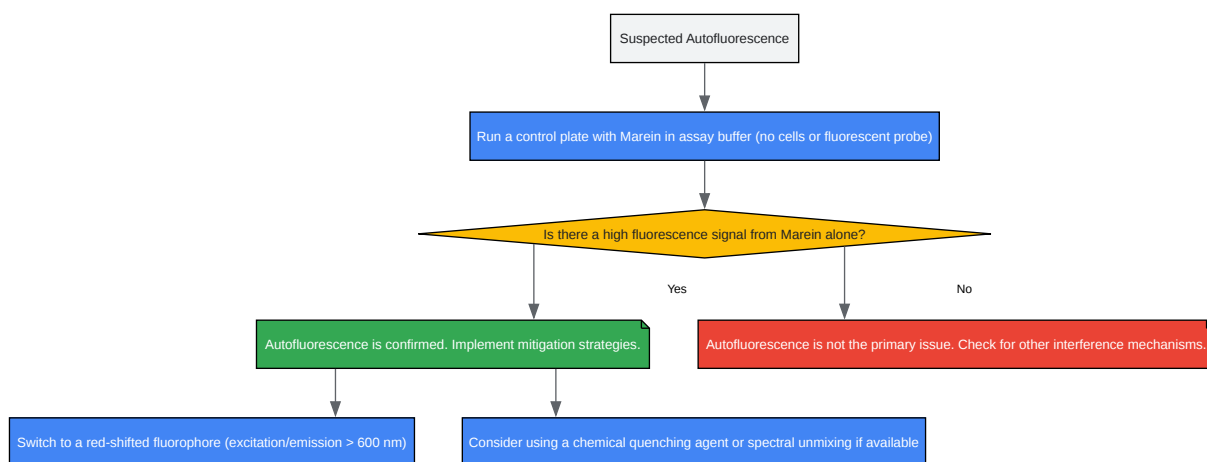 Suspected Autofluorescence
Run a control plate with Marein in assay buffer (no cells or fluorescent probe)
Is there a high fluorescence signal from Marein alone?
Yes
No
Autofluorescence is confirmed. Implement mitigation strategies.
Autofluorescence is not the primary issue. Check for other interference mechanisms.
Switch to a red-shifted fluorophore (excitation/emission > 600 nm)
Consider using a chemical quenching agent or spectral unmixing if available